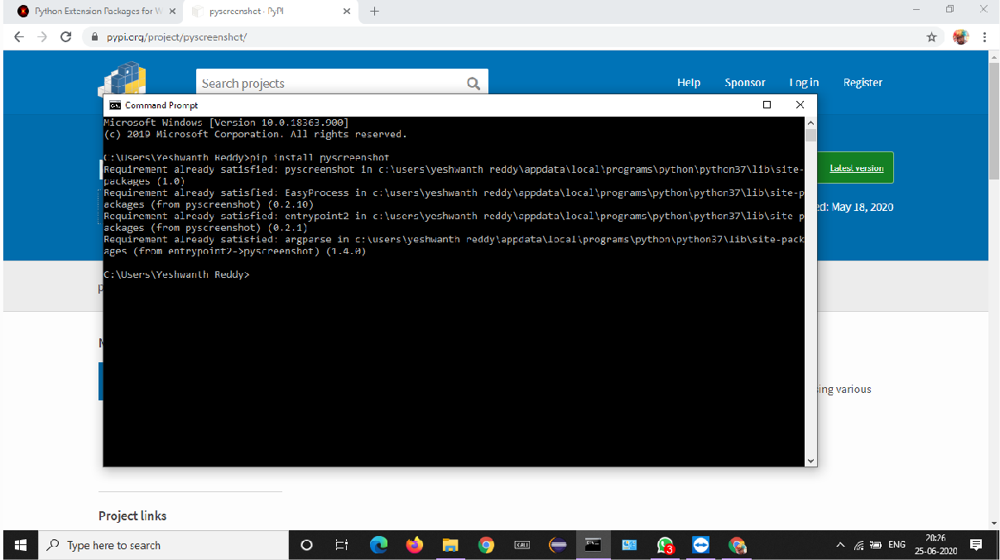 Python Extension Packages for W
pyscreenshot · PyPI
pypi.org/project/pyscreenshot/
Search projects
Help
Sponsor
Log in
Register
Command Prompt
Microsoft Windows [Version 10.0.18363.900]
(c) 2019 Microsoft Corporation. All rights reserved.
C:\Users\Yeshwanth Reddy>pip install pyscreenshot
Requirement already satisfied: pyscreenshot in c:\users\yeshwanth reddy\appdata\local\programs\python\python37\lib\site-
packages (1.0)
Requirement already satisfied: EasyProcess in c:\users\yeshwanth reddy\appdata\local\programs\python\python37\lib\site-p
ackages (from pyscreenshot) (0.2.10)
Requirement already satisfied: entrypoint2 in c:\users\yeshwanth reddy\appdata\local\programs\python\python37\lib\site-p
ackages (from pyscreenshot) (0.2.1)
Requirement already satisfied: argparse in c:\users\yeshwanth reddy\appdata\local\programs\python\python37\lib\site-pack
ages (from entrypoint2->pyscreenshot) (1.4.0)
C:\Users\Yeshwanth Reddy>
Latest version
ed: May 18, 2020
sing various
Project links
Type here to search
CALI
3
ENG
20:26
25-06-2020